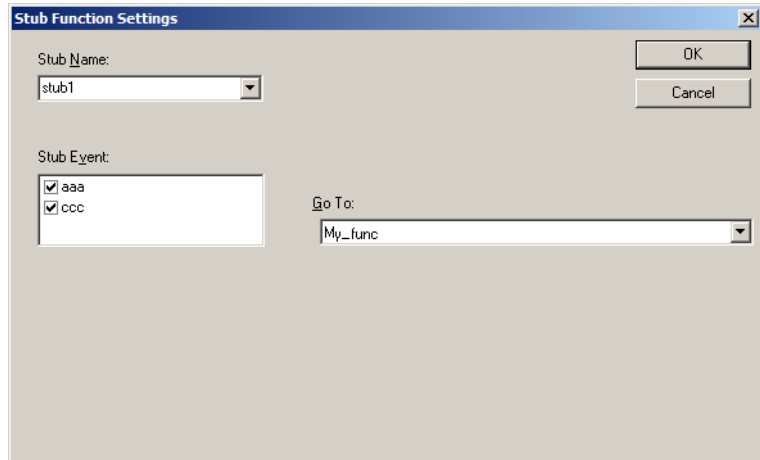 Stub Function Settings
Stub Name:
OK
stub1
Cancel
Stub Event:
aaa
ccc
Go To:
My_func